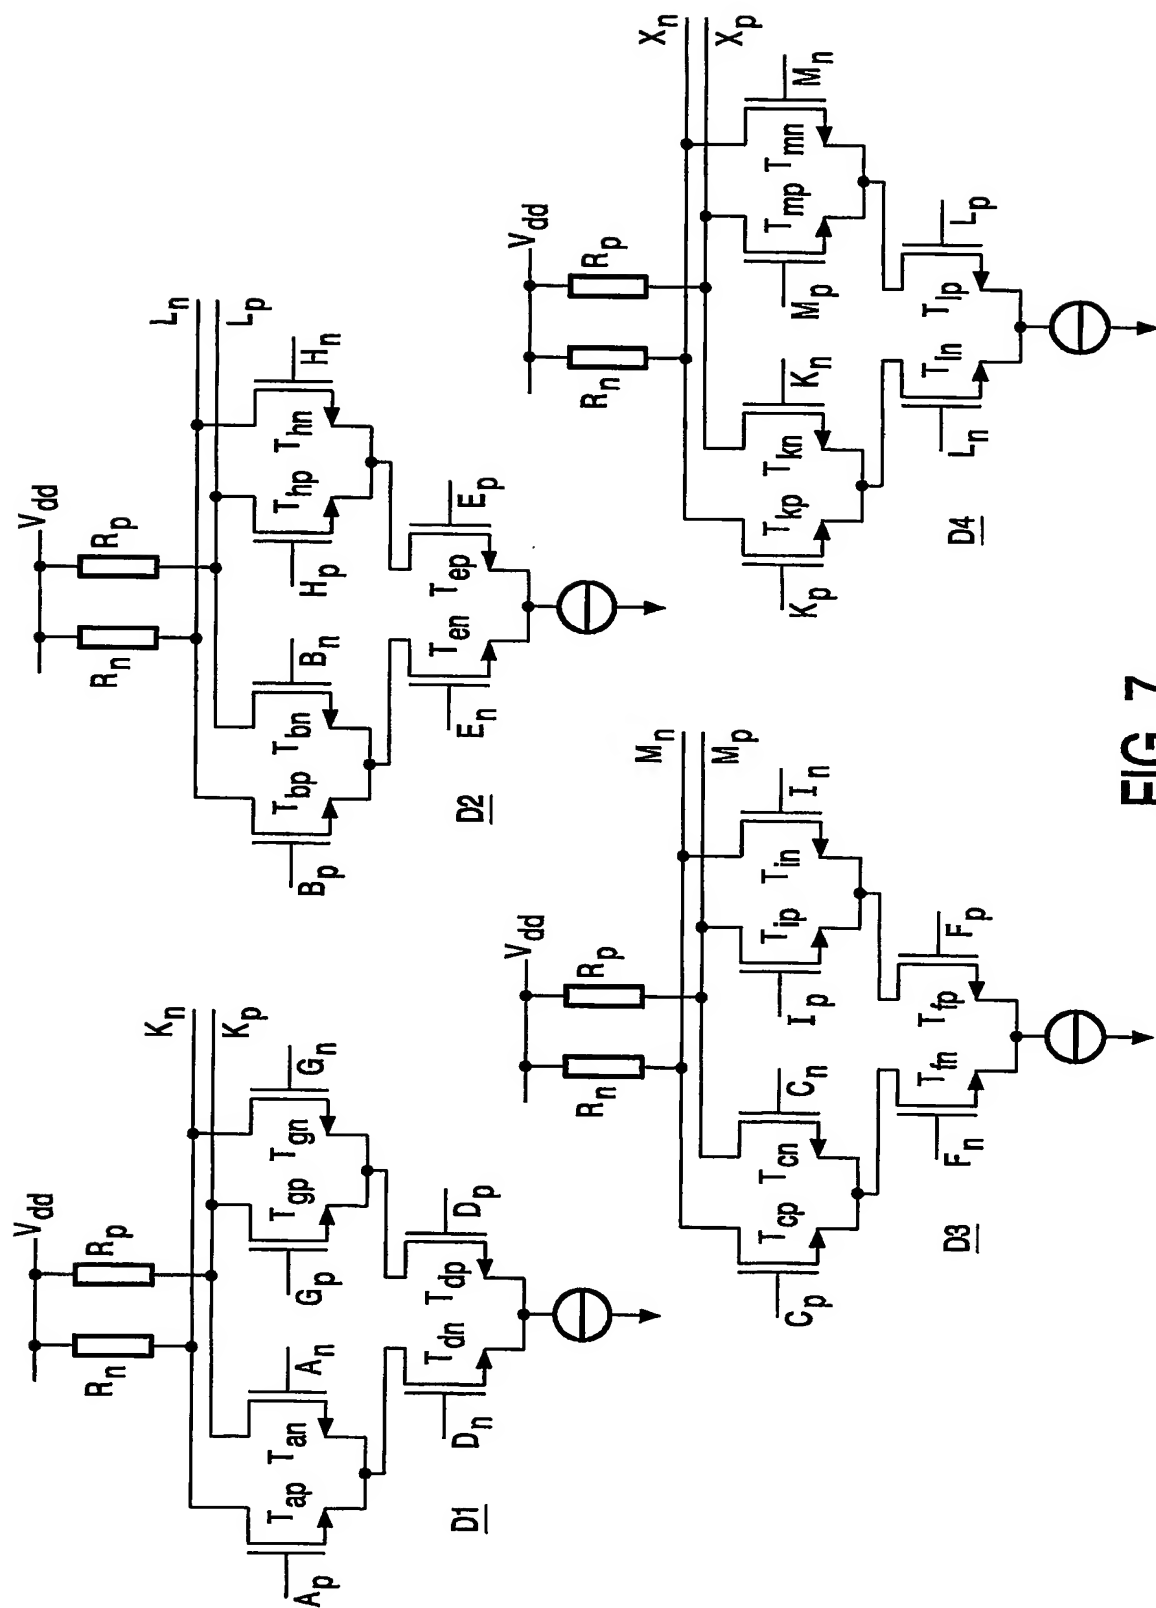 Vdd
Rn
Rp
Kn
Kp
Ap
Tap
Tan
An
Gp
Tgp
Tgn
Gn
Dn
Tdn
Tdp
Dp
D1
Vdd
Rn
Rp
Ln
Lp
Bp
Tbp
Tbn
Bn
Hp
Thp
Thn
Hn
En
Ten
Tep
Ep
D2
Vdd
Rn
Rp
Mn
Mp
Cp
Tcp
Tcn
Cn
Ip
Tip
Tin
In
Fn
Tfn
Tfp
Fp
D3
Vdd
Rn
Rp
Xn
Xp
Kp
Tkp
Tkn
Kn
Mp
Tmp
Tmn
Mn
Ln
Tln
Tlp
Lp
D4
FIG 7